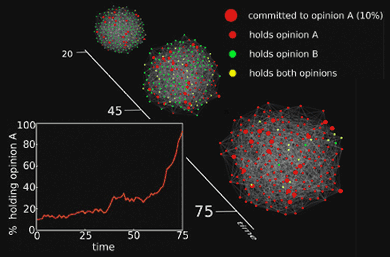 committed to opinion A (10%)
holds opinion A
holds opinion B
holds both opinions
20
45
75
time
% holding opinion A
100
80
60
40
20
0
0 25 50 75
time